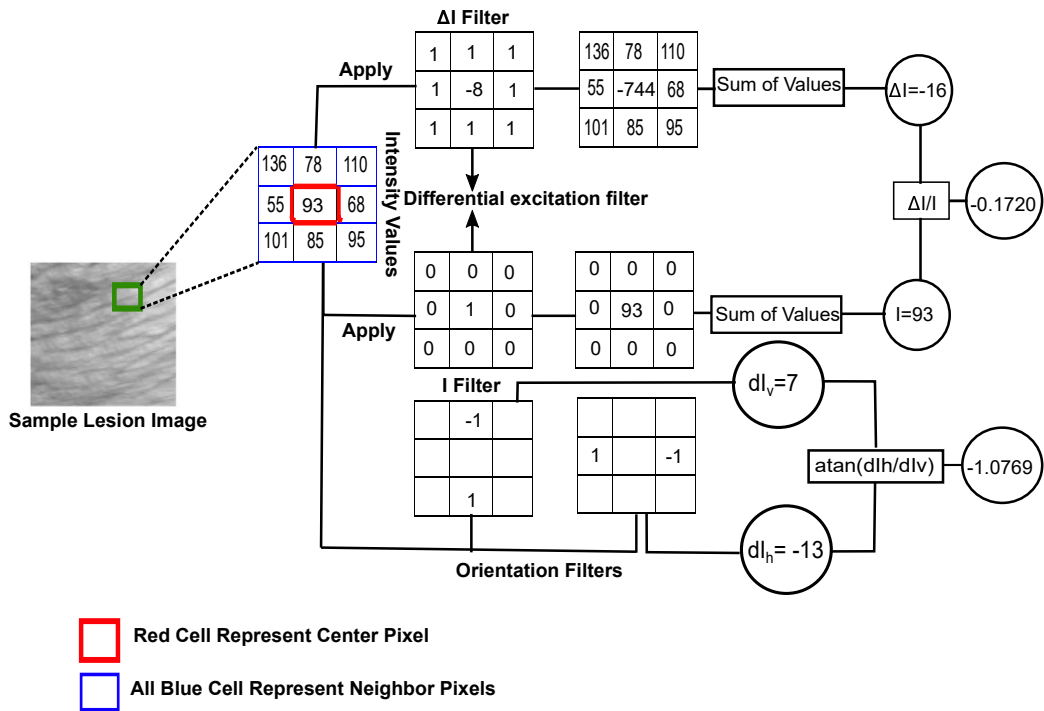 ΔI Filter
1 1 1
1 -8 1
1 1 1
136 78 110
55 -744 68
101 85 95
Apply
Sum of Values
ΔI=-16
136 78 110
55 93 68
101 85 95
Intensity Values
Differential excitation filter
ΔI/I
-0.1720
0 0 0
0 1 0
0 0 0
0 0 0
0 93 0
0 0 0
Apply
Sum of Values
I=93
I Filter
Sample Lesion Image
-1
1
1 -1
dIv=7
atan(dIh/dIv)
-1.0769
dIh= -13
Orientation Filters
Red Cell Represent Center Pixel
All Blue Cell Represent Neighbor Pixels